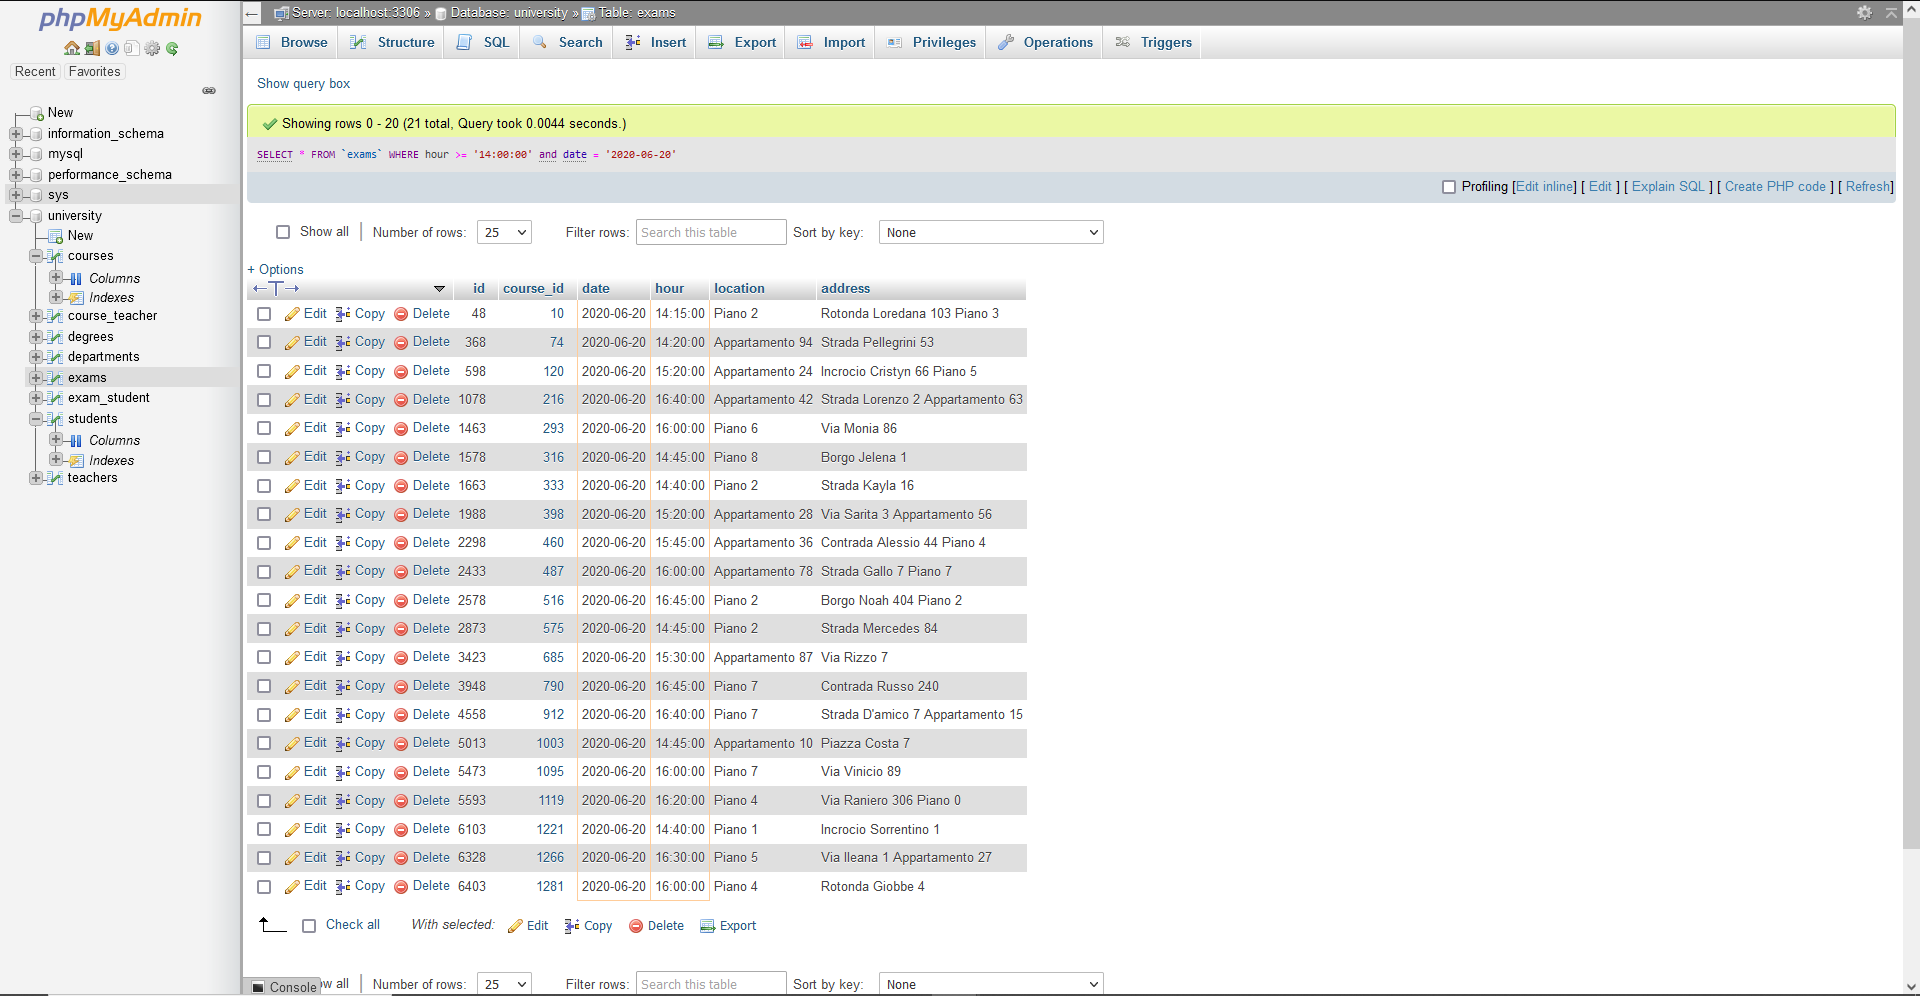 phpMyAdmin
Recent Favorites
New
information_schema
mysql
performance_schema
sys
university
New
courses
Columns
Indexes
course_teacher
degrees
departments
exams
exam_student
students
Columns
Indexes
teachers
Server: localhost:3306 » Database: university » Table: exams
Browse Structure SQL Search Insert Export Import Privileges Operations Triggers
Show query box
Showing rows 0 - 20 (21 total, Query took 0.0044 seconds.)
SELECT * FROM `exams` WHERE hour >= '14:00:00' and date = '2020-06-20'
Profiling [Edit inline] [ Edit ] [ Explain SQL ] [ Create PHP code ] [ Refresh]
Show all Number of rows: 25 Filter rows: Search this table Sort by key: None
+ Options
id course_id date hour location address
Edit Copy Delete 48 10 2020-06-20 14:15:00 Piano 2 Rotonda Loredana 103 Piano 3
Edit Copy Delete 368 74 2020-06-20 14:20:00 Appartamento 94 Strada Pellegrini 53
Edit Copy Delete 598 120 2020-06-20 15:20:00 Appartamento 24 Incrocio Cristyn 66 Piano 5
Edit Copy Delete 1078 216 2020-06-20 16:40:00 Appartamento 42 Strada Lorenzo 2 Appartamento 63
Edit Copy Delete 1463 293 2020-06-20 16:00:00 Piano 6 Via Monia 86
Edit Copy Delete 1578 316 2020-06-20 14:45:00 Piano 8 Borgo Jelena 1
Edit Copy Delete 1663 333 2020-06-20 14:40:00 Piano 2 Strada Kayla 16
Edit Copy Delete 1988 398 2020-06-20 15:20:00 Appartamento 28 Via Sarita 3 Appartamento 56
Edit Copy Delete 2298 460 2020-06-20 15:45:00 Appartamento 36 Contrada Alessio 44 Piano 4
Edit Copy Delete 2433 487 2020-06-20 16:00:00 Appartamento 78 Strada Gallo 7 Piano 7
Edit Copy Delete 2578 516 2020-06-20 16:45:00 Piano 2 Borgo Noah 404 Piano 2
Edit Copy Delete 2873 575 2020-06-20 14:45:00 Piano 2 Strada Mercedes 84
Edit Copy Delete 3423 685 2020-06-20 15:30:00 Appartamento 87 Via Rizzo 7
Edit Copy Delete 3948 790 2020-06-20 16:45:00 Piano 7 Contrada Russo 240
Edit Copy Delete 4558 912 2020-06-20 16:40:00 Piano 7 Strada D'amico 7 Appartamento 15
Edit Copy Delete 5013 1003 2020-06-20 14:45:00 Appartamento 10 Piazza Costa 7
Edit Copy Delete 5473 1095 2020-06-20 16:00:00 Piano 7 Via Vinicio 89
Edit Copy Delete 5593 1119 2020-06-20 16:20:00 Piano 4 Via Raniero 306 Piano 0
Edit Copy Delete 6103 1221 2020-06-20 14:40:00 Piano 1 Incrocio Sorrentino 1
Edit Copy Delete 6328 1266 2020-06-20 16:30:00 Piano 5 Via Ileana 1 Appartamento 27
Edit Copy Delete 6403 1281 2020-06-20 16:00:00 Piano 4 Rotonda Giobbe 4
Check all With selected: Edit Copy Delete Export
Console all Number of rows: 25 Filter rows: Search this table Sort by key: None